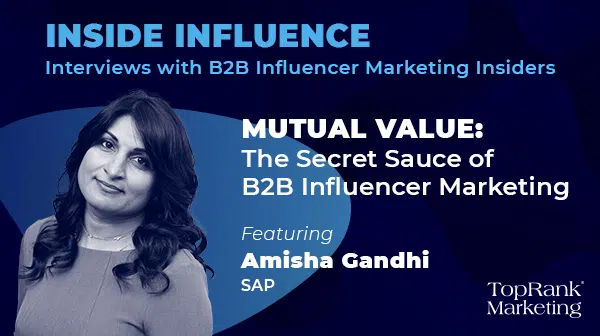 INSIDE INFLUENCE
Interviews with B2B Influencer Marketing Insiders
MUTUAL VALUE:
The Secret Sauce of
B2B Influencer Marketing
Featuring
Amisha Gandhi
SAP
TopRank®
Marketing